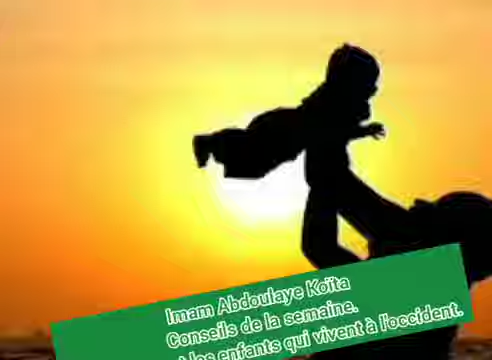 Imam Abdoulaye Koïta
Conseils de la semaine.
les enfants qui vivent à l'occident.